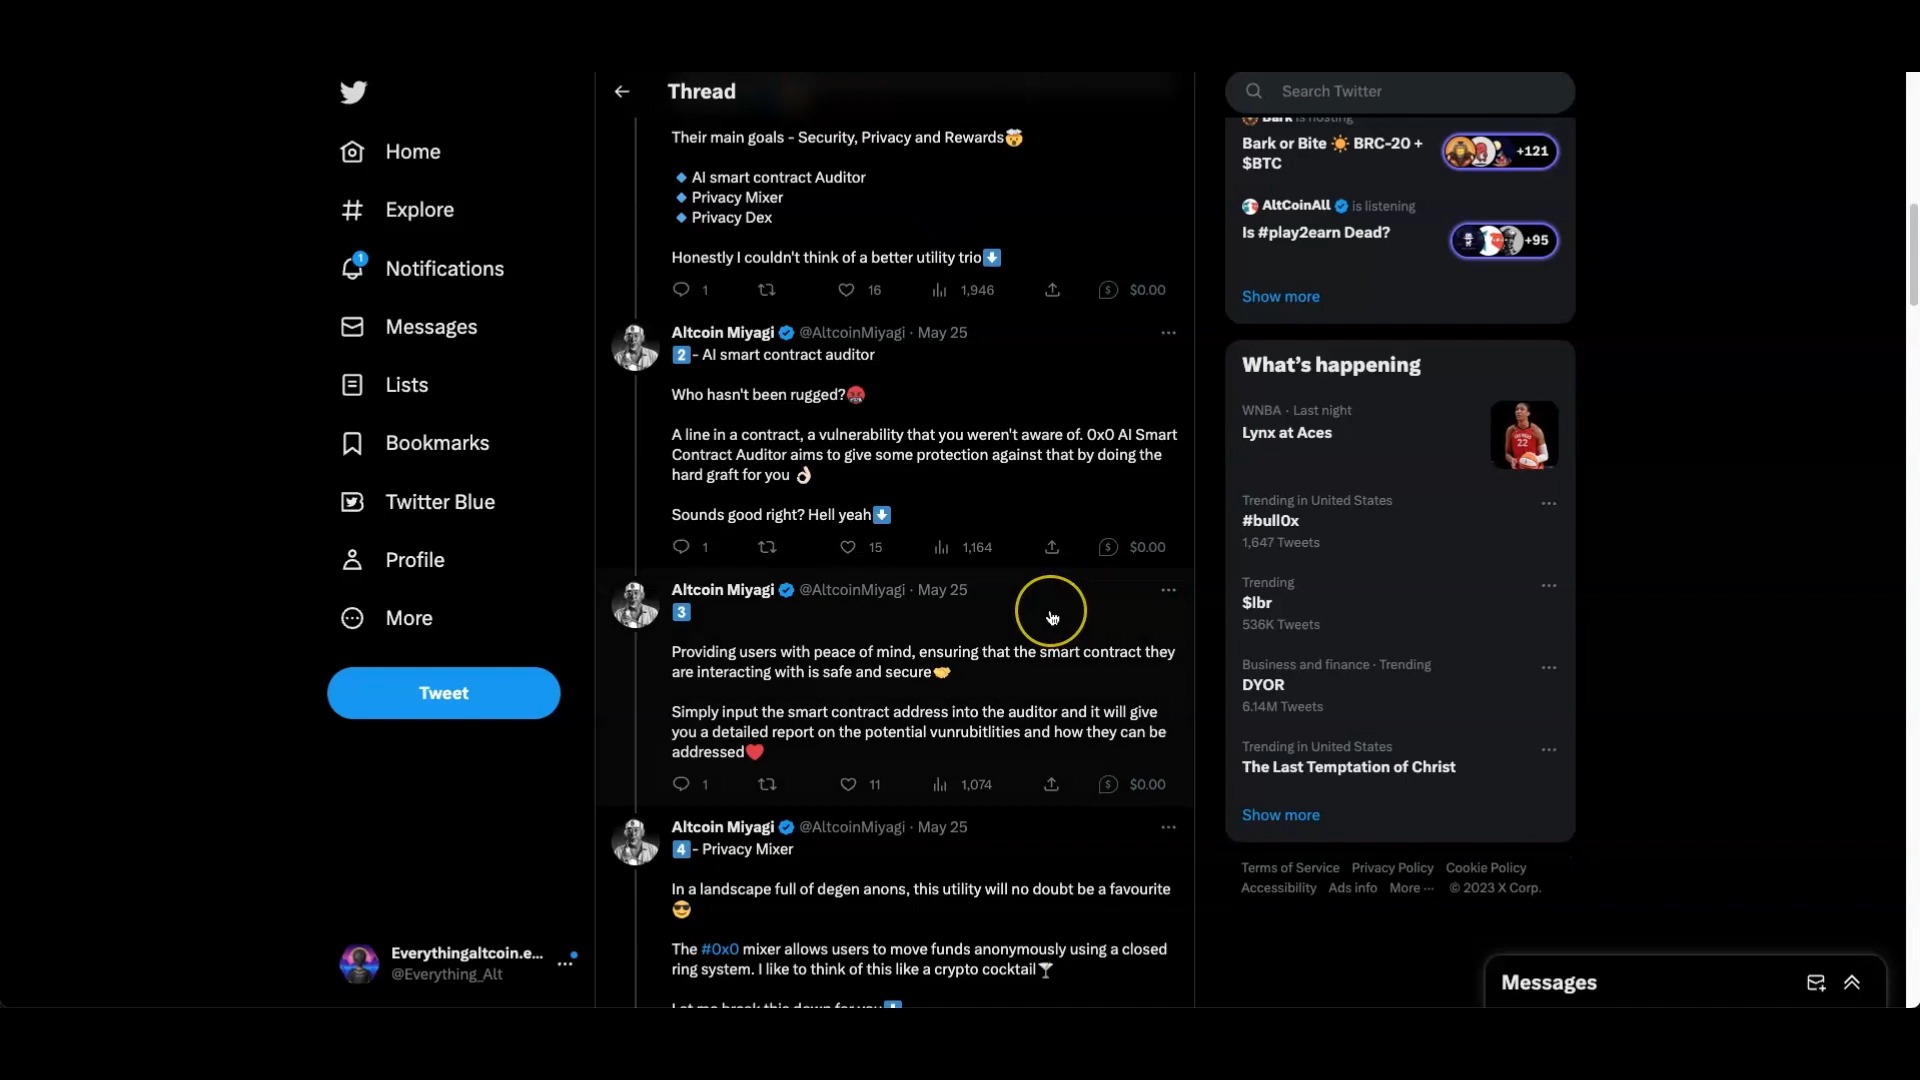 Home
Explore
1
Notifications
Messages
Lists
Bookmarks
Twitter Blue
Profile
More
Tweet
Everythingaltcoin.e...
@Everything_Alt
Thread
Their main goals - Security, Privacy and Rewards🤯
🔹 AI smart contract Auditor
🔹 Privacy Mixer
🔹 Privacy Dex
Honestly I couldn't think of a better utility trio⬇️
1 16 1,946 $0.00
Altcoin Miyagi @AltcoinMiyagi · May 25
2️⃣- AI smart contract auditor
Who hasn't been rugged?🤬
A line in a contract, a vulnerability that you weren't aware of. 0x0 AI Smart
Contract Auditor aims to give some protection against that by doing the
hard graft for you 👌🏻
Sounds good right? Hell yeah⬇️
1 15 1,164 $0.00
Altcoin Miyagi @AltcoinMiyagi · May 25
3️⃣
Providing users with peace of mind, ensuring that the smart contract they
are interacting with is safe and secure🤝
Simply input the smart contract address into the auditor and it will give
you a detailed report on the potential vunrubitlities and how they can be
addressed❤️
1 11 1,074 $0.00
Altcoin Miyagi @AltcoinMiyagi · May 25
4️⃣- Privacy Mixer
In a landscape full of degen anons, this utility will no doubt be a favourite
😎
The #0x0 mixer allows users to move funds anonymously using a closed
ring system. I like to think of this like a crypto cocktail🍸
Let me break this down for you⬇️
Search Twitter
Bark is hosting
Bark or Bite ☀️ BRC-20 +
$BTC
+121
AltCoinAll is listening
Is #play2earn Dead?
+95
Show more
What's happening
WNBA · Last night
Lynx at Aces
Trending in United States
#bull0x
1,647 Tweets
Trending
$lbr
536K Tweets
Business and finance · Trending
DYOR
6.14M Tweets
Trending in United States
The Last Temptation of Christ
Show more
Terms of Service Privacy Policy Cookie Policy
Accessibility Ads info More ··· © 2023 X Corp.
Messages